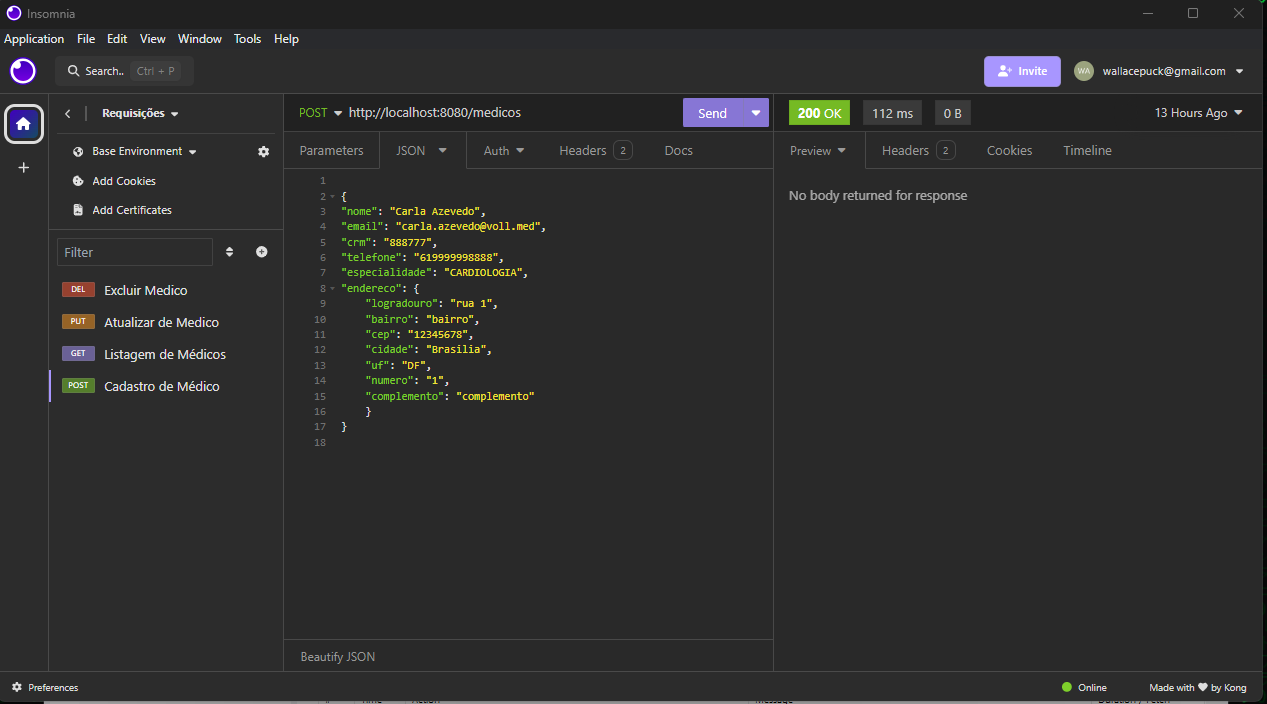 Insomnia
Application File Edit View Window Tools Help
Search.. Ctrl + P
Invite
WA wallacepuck@gmail.com
Requisições
Base Environment
Add Cookies
Add Certificates
Filter
DEL Excluir Medico
PUT Atualizar de Medico
GET Listagem de Médicos
POST Cadastro de Médico
POST http://localhost:8080/medicos
Send
Parameters JSON Auth Headers 2 Docs
1
2 {
3 "nome": "Carla Azevedo",
4 "email": "carla.azevedo@voll.med",
5 "crm": "888777",
6 "telefone": "619999998888",
7 "especialidade": "CARDIOLOGIA",
8 "endereco": {
9 "logradouro": "rua 1",
10 "bairro": "bairro",
11 "cep": "12345678",
12 "cidade": "Brasilia",
13 "uf": "DF",
14 "numero": "1",
15 "complemento": "complemento"
16 }
17 }
18
Beautify JSON
200 OK 112 ms 0 B 13 Hours Ago
Preview Headers 2 Cookies Timeline
No body returned for response
Preferences
Online
Made with ♥ by Kong